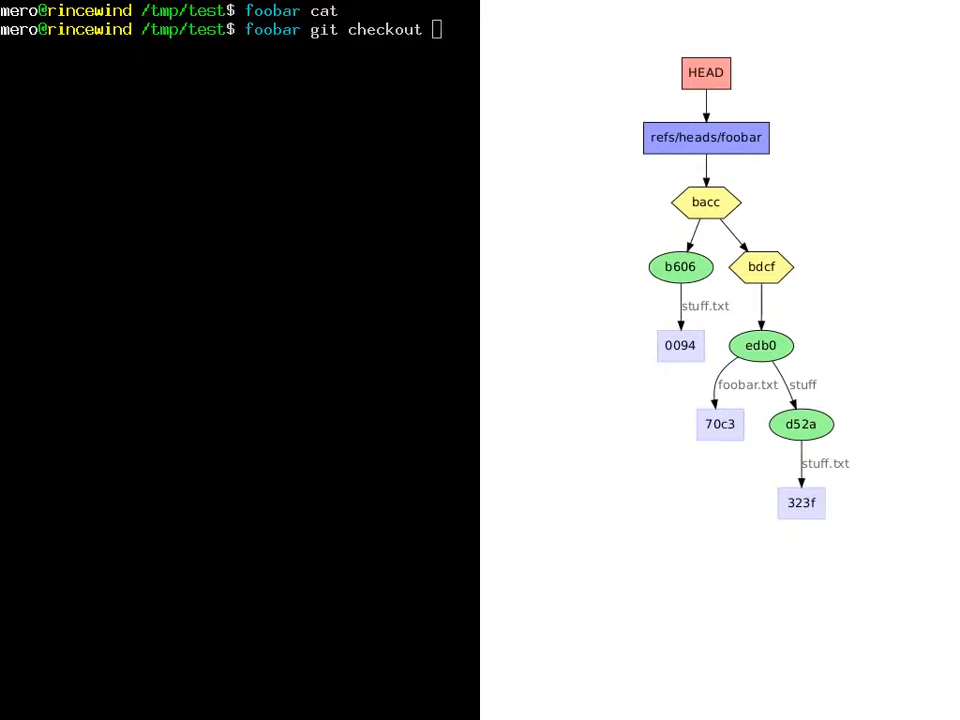 mero@rincewind /tmp/test$ foobar cat
mero@rincewind /tmp/test$ foobar git checkout
HEAD
refs/heads/foobar
bacc
b606
bdcf
stuff.txt
0094
edb0
foobar.txt
stuff
70c3
d52a
stuff.txt
323f